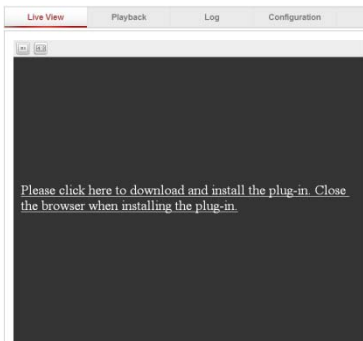 Live View Playback Log Configuration
Please click here to download and install the plug-in. Close
the browser when installing the plug-in.